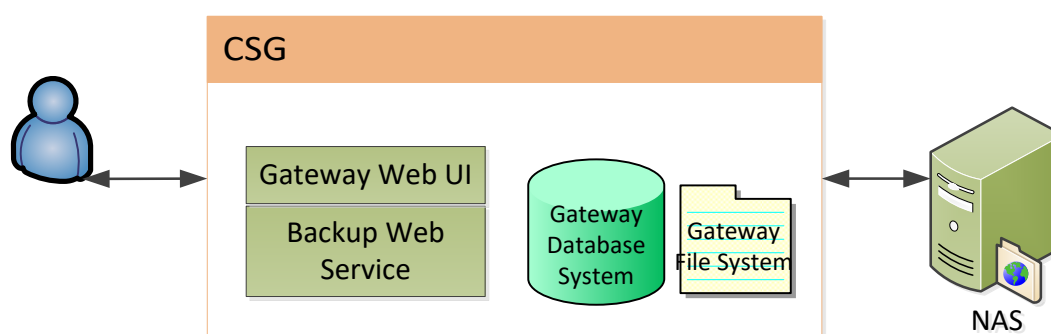 CSG
Gateway Web UI
Backup Web
Service
Gateway
Database
System
Gateway
File System
NAS